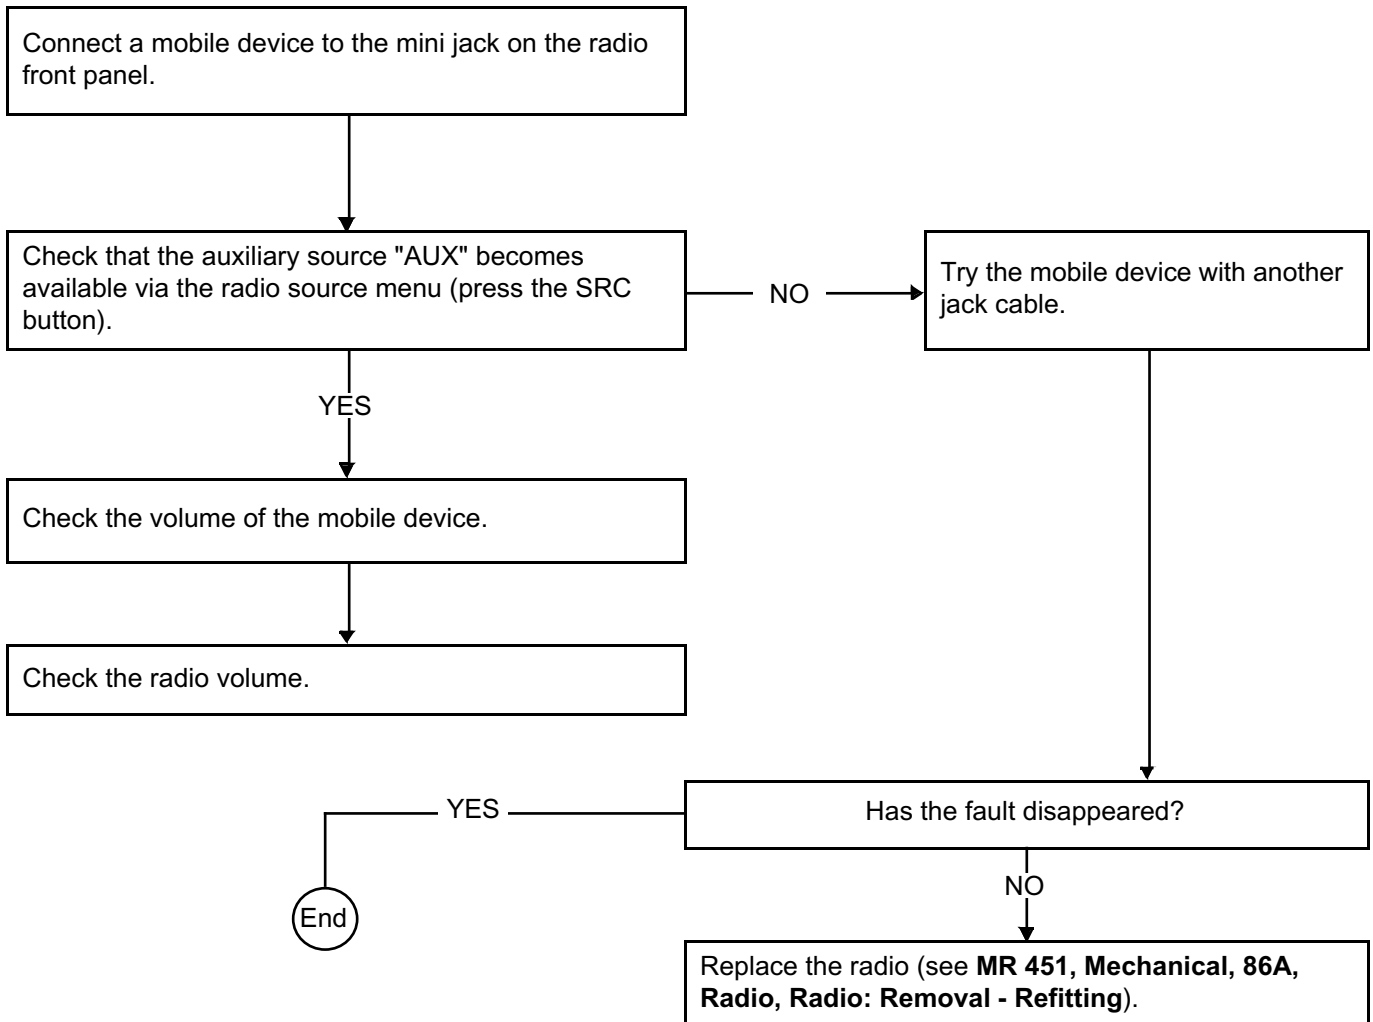 Connect a mobile device to the mini jack on the radio
front panel.
Check that the auxiliary source "AUX" becomes
available via the radio source menu (press the SRC
button).
NO
Try the mobile device with another
jack cable.
YES
Check the volume of the mobile device.
Check the radio volume.
YES
Has the fault disappeared?
NO
End
Replace the radio (see MR 451, Mechanical, 86A,
Radio, Radio: Removal - Refitting).